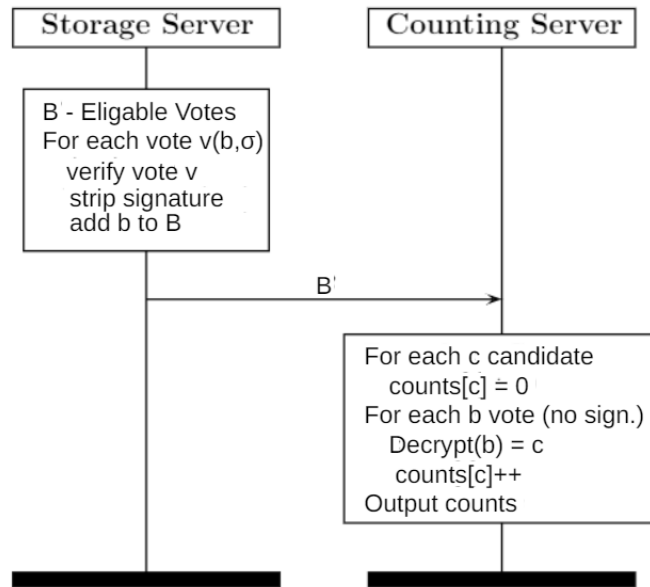 Storage Server
Counting Server
B' - Eligable Votes
For each vote v(b,σ)
verify vote v
strip signature
add b to B
B'
For each c candidate
counts[c] = 0
For each b vote (no sign.)
Decrypt(b) = c
counts[c]++
Output counts